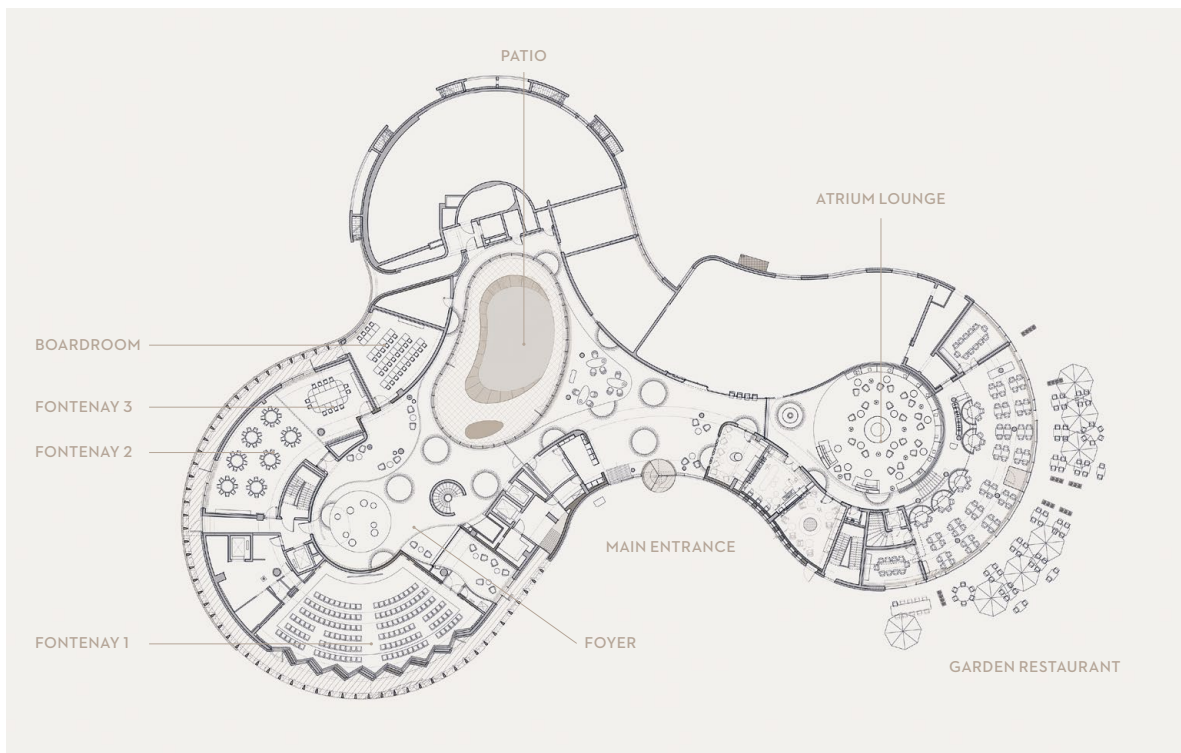 PATIO
ATRIUM LOUNGE
BOARDROOM
FONTENAY 3
FONTENAY 2
MAIN ENTRANCE
FONTENAY 1
FOYER
GARDEN RESTAURANT